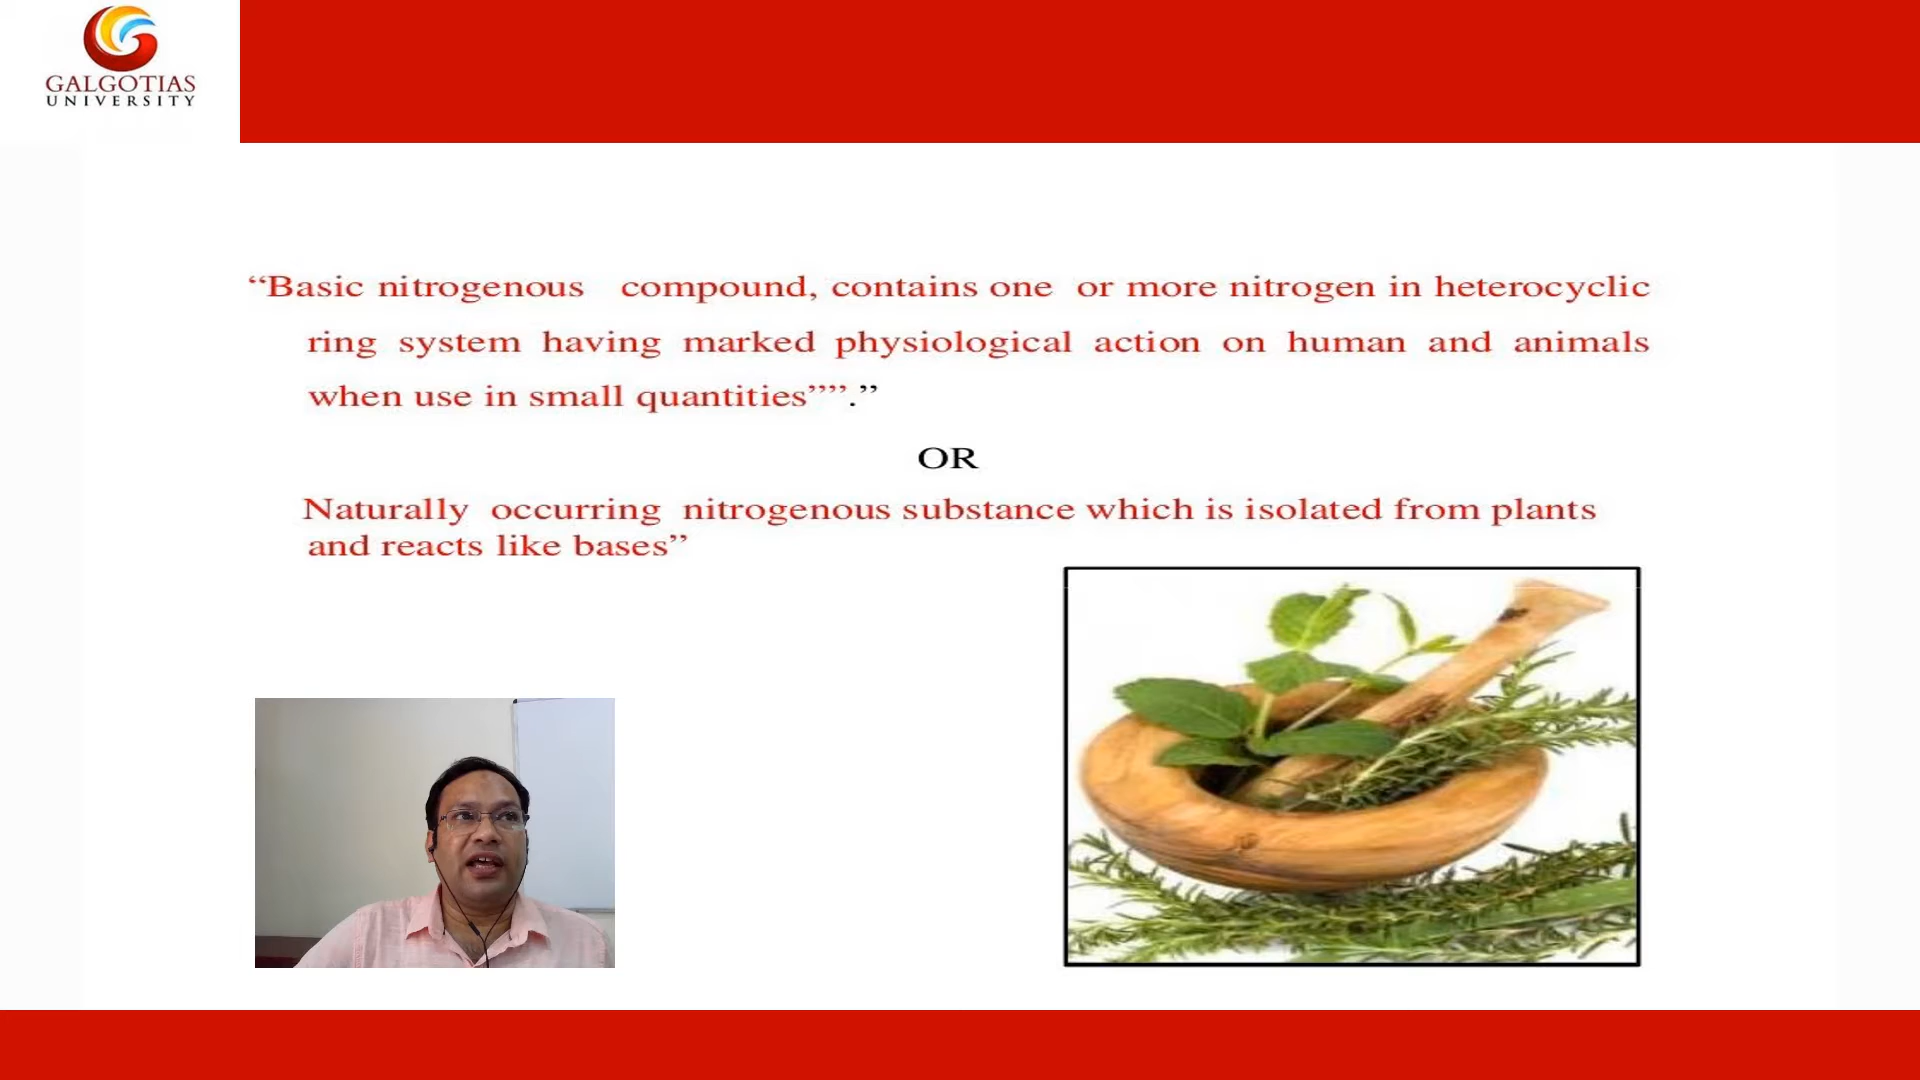 GALGOTIAS
UNIVERSITY
“Basic nitrogenous compound, contains one or more nitrogen in heterocyclic
ring system having marked physiological action on human and animals
when use in small quantities””.”
OR
Naturally occurring nitrogenous substance which is isolated from plants
and reacts like bases”